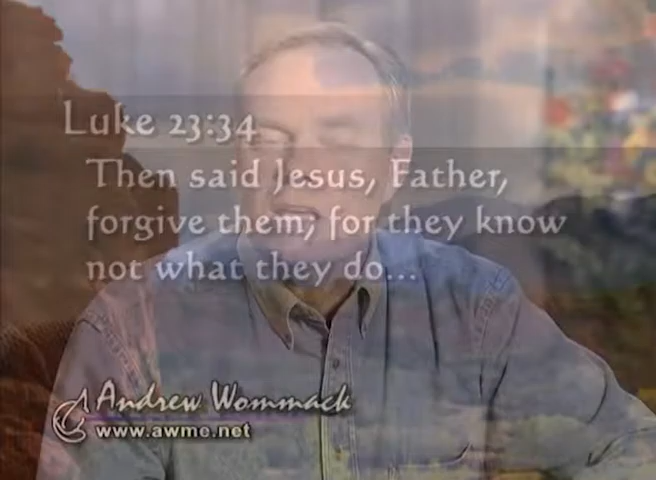 Luke 23:34
Then said Jesus, Father,
forgive them; for they know
not what they do...
Andrew Wommack
www.awme.net